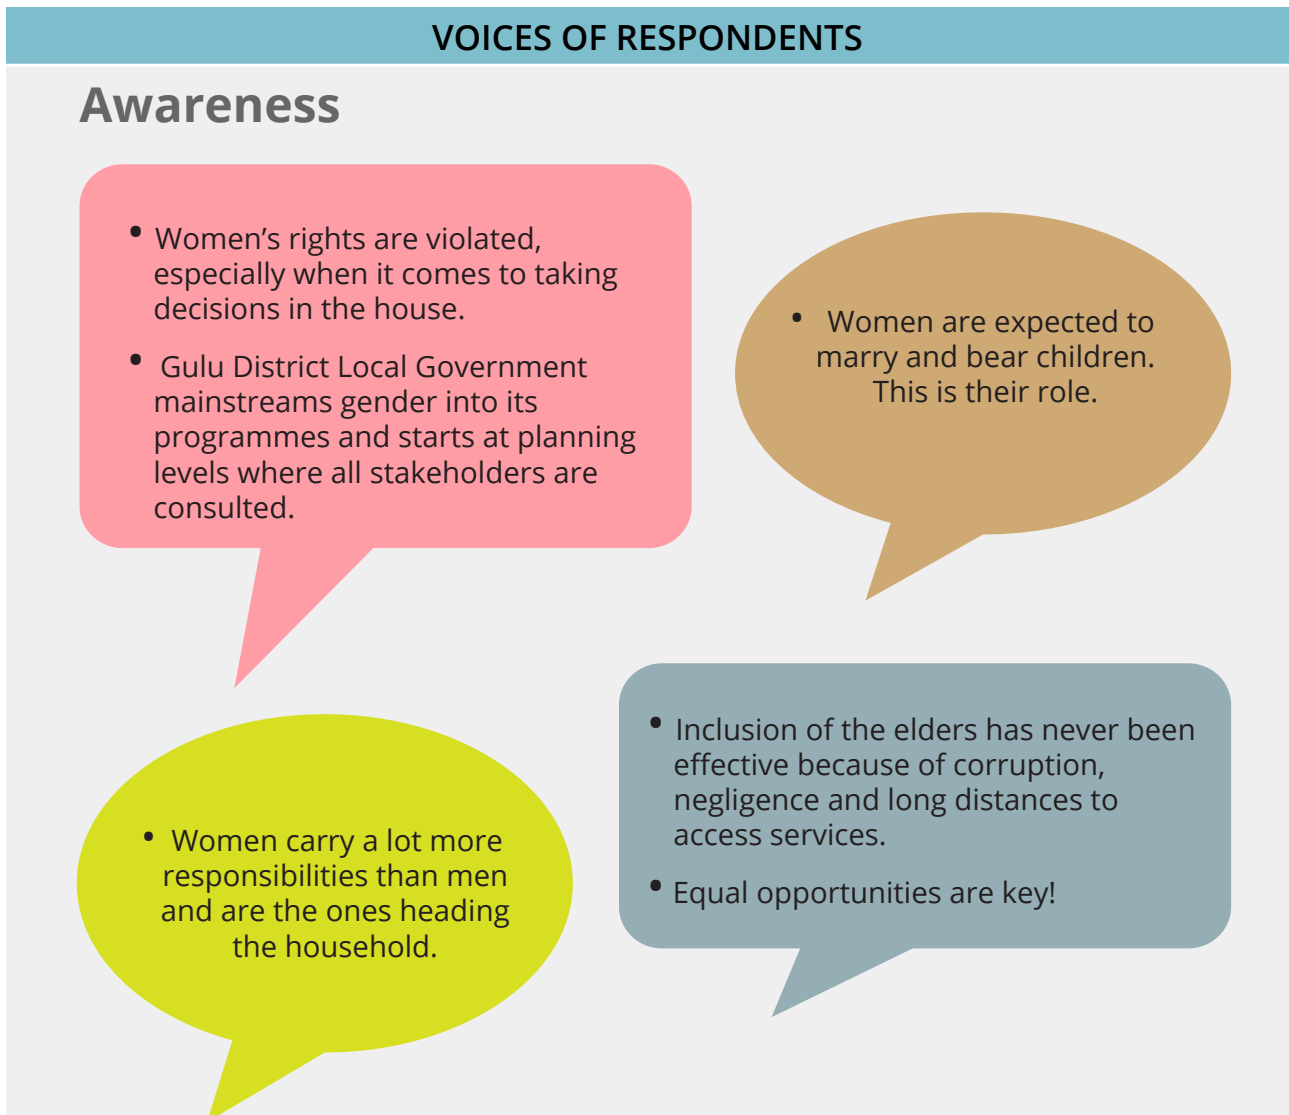 VOICES OF RESPONDENTS
Awareness
• Women’s rights are violated,
especially when it comes to taking
decisions in the house.
• Gulu District Local Government
mainstreams gender into its
programmes and starts at planning
levels where all stakeholders are
consulted.
• Women are expected to
marry and bear children.
This is their role.
• Women carry a lot more
responsibilities than men
and are the ones heading
the household.
• Inclusion of the elders has never been
effective because of corruption,
negligence and long distances to
access services.
• Equal opportunities are key!